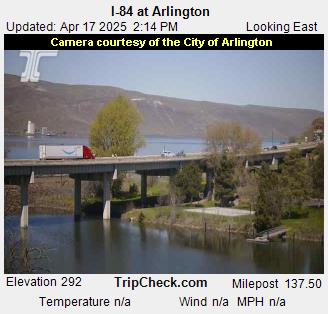 I-84 at Arlington
Updated: Apr 17 2025 2:14 PM Looking East
Camera courtesy of the City of Arlington
Elevation 292 TripCheck.com Milepost 137.50
Temperature n/a Wind n/a MPH n/a